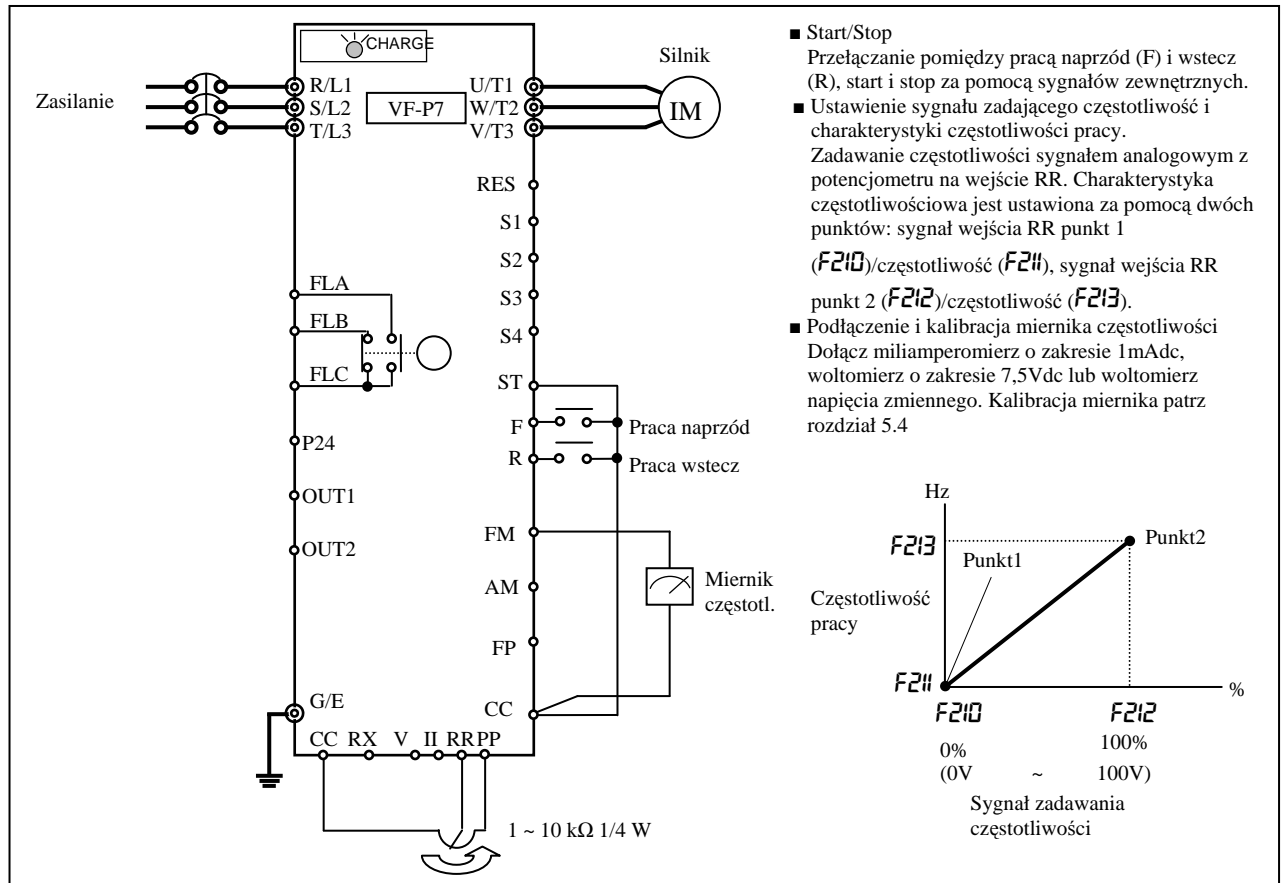 CHARGE
Zasilanie
R/L1
S/L2
T/L3
VF-P7
U/T1
W/T2
V/T3
Silnik
IM
RES
S1
S2
S3
S4
FLA
FLB
FLC
ST
F
R
Praca naprzód
Praca wstecz
P24
OUT1
OUT2
FM
AM
FP
CC
Miernik
częstotl.
G/E
CC RX V II RR PP
1 ~ 10 kΩ 1/4 W
■ Start/Stop
Przełączanie pomiędzy pracą naprzód (F) i wstecz
(R), start i stop za pomocą sygnałów zewnętrznych.
■ Ustawienie sygnału zadającego częstotliwość i
charakterystyki częstotliwości pracy.
Zadawanie częstotliwości sygnałem analogowym z
potencjometru na wejście RR. Charakterystyka
częstotliwościowa jest ustawiona za pomocą dwóch
punktów: sygnał wejścia RR punkt 1
(F210)/częstotliwość (F211), sygnał wejścia RR
punkt 2 (F212)/częstotliwość (F213).
■ Podłączenie i kalibracja miernika częstotliwości
Dołącz miliamperomierz o zakresie 1mAdc,
woltomierz o zakresie 7,5Vdc lub woltomierz
napięcia zmiennego. Kalibracja miernika patrz
rozdział 5.4
Hz
F213
Punkt1
Punkt2
Częstotliwość
pracy
F211
%
F210 F212
0% 100%
(0V ~ 100V)
Sygnał zadawania
częstotliwości